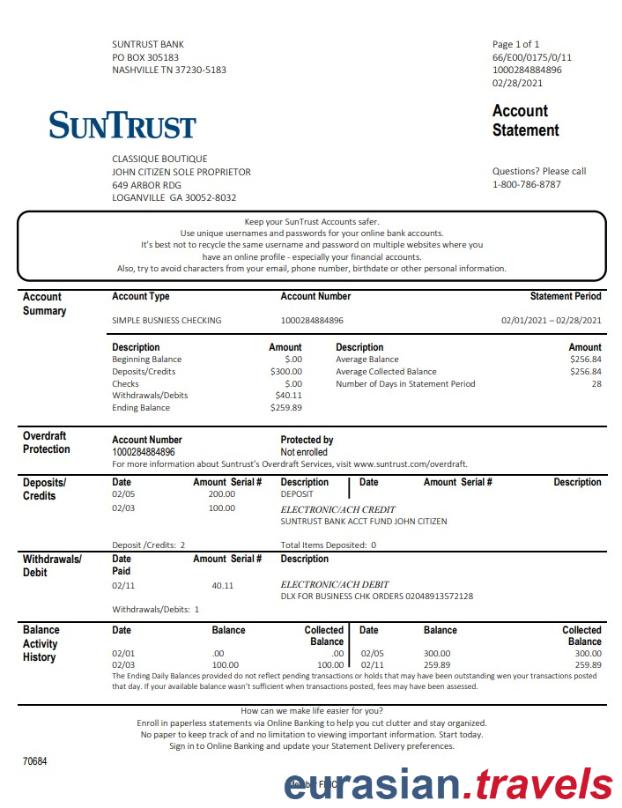 SUNTRUST BANK
PO BOX 305183
NASHVILLE TN 37230-5183
Page 1 of 1
66/E00/0175/0/11
1000284884896
02/28/2021
SUNTRUST
Account
Statement
CLASSIQUE BOUTIQUE
JOHN CITIZEN SOLE PROPRIETOR
649 ARBOR RDG
LOGANVILLE GA 30052-8032
Questions? Please call
1-800-786-8787
Keep your SunTrust Accounts safer.
Use unique usernames and passwords for your online bank accounts.
It's best not to recycle the same username and password on multiple websites where you
have an online profile - especially your financial accounts.
Also, try to avoid characters from your email, phone number, birthdate or other personal information.
Account Summary
Account Type Account Number Statement Period
SIMPLE BUSNIESS CHECKING 1000284884896 02/01/2021 – 02/28/2021
Description Amount Description Amount
Beginning Balance $.00 Average Balance $256.84
Deposits/Credits $300.00 Average Collected Balance $256.84
Checks $.00 Number of Days in Statement Period 28
Withdrawals/Debits $40.11
Ending Balance $259.89
Overdraft Protection
Account Number Protected by
1000284884896 Not enrolled
For more information about Suntrust's Overdraft Services, visit www.suntrust.com/overdraft.
Deposits/ Credits
Date Amount Serial # Description Date Amount Serial # Description
02/05 200.00 DEPOSIT
02/03 100.00 ELECTRONIC/ACH CREDIT
SUNTRUST BANK ACCT FUND JOHN CITIZEN
Deposit /Credits: 2 Total Items Deposited: 0
Withdrawals/ Debit
Date Paid Amount Serial # Description
02/11 40.11 ELECTRONIC/ACH DEBIT
DLX FOR BUSINESS CHK ORDERS 02048913572128
Withdrawals/Debits: 1
Balance Activity History
Date Balance Collected Balance Date Balance Collected Balance
02/01 .00 .00 02/05 300.00 300.00
02/03 100.00 100.00 02/11 259.89 259.89
The Ending Daily Balances provided do not reflect pending transactions or holds that may have been outstanding wen your transactions posted
that day. If your available balance wasn't sufficient when transactions posted, fees may have been assessed.
How can we make life easier for you?
Enroll in paperless statements via Online Banking to help you cut clutter and stay organized.
No paper to keep track of and no limitation to viewing important information. Start today.
Sign in to Online Banking and update your Statement Delivery preferences.
70684
eurasian.travels